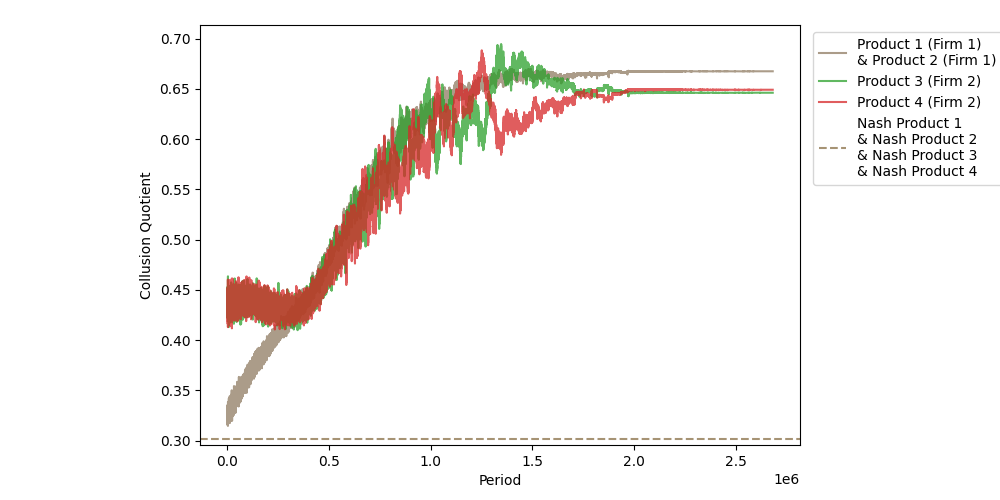 0.70
0.65
0.60
0.55
0.50
0.45
0.40
0.35
0.30
Collusion Quotient
0.0
0.5
1.0
1.5
2.0
2.5
1e6
Period
Product 1 (Firm 1)
& Product 2 (Firm 1)
Product 3 (Firm 2)
Product 4 (Firm 2)
Nash Product 1
& Nash Product 2
& Nash Product 3
& Nash Product 4